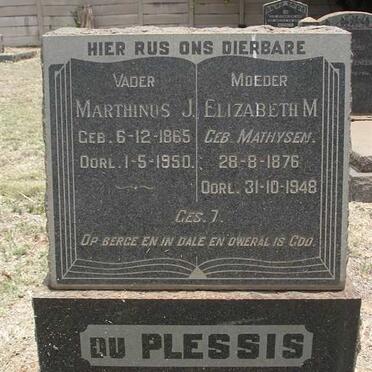 HIER RUS ONS DIERBARE
VADER
MARTHINUS J.
GEB. 6-12-1865
OORL. 1-5-1950.
MOEDER
ELIZABETH M
GEB. MATHYSEN.
28-8-1876
OORL. 31-10-1948
GES. 7.
OP BERGE EN IN DALE EN OWERAL IS GOD.
DU PLESSIS